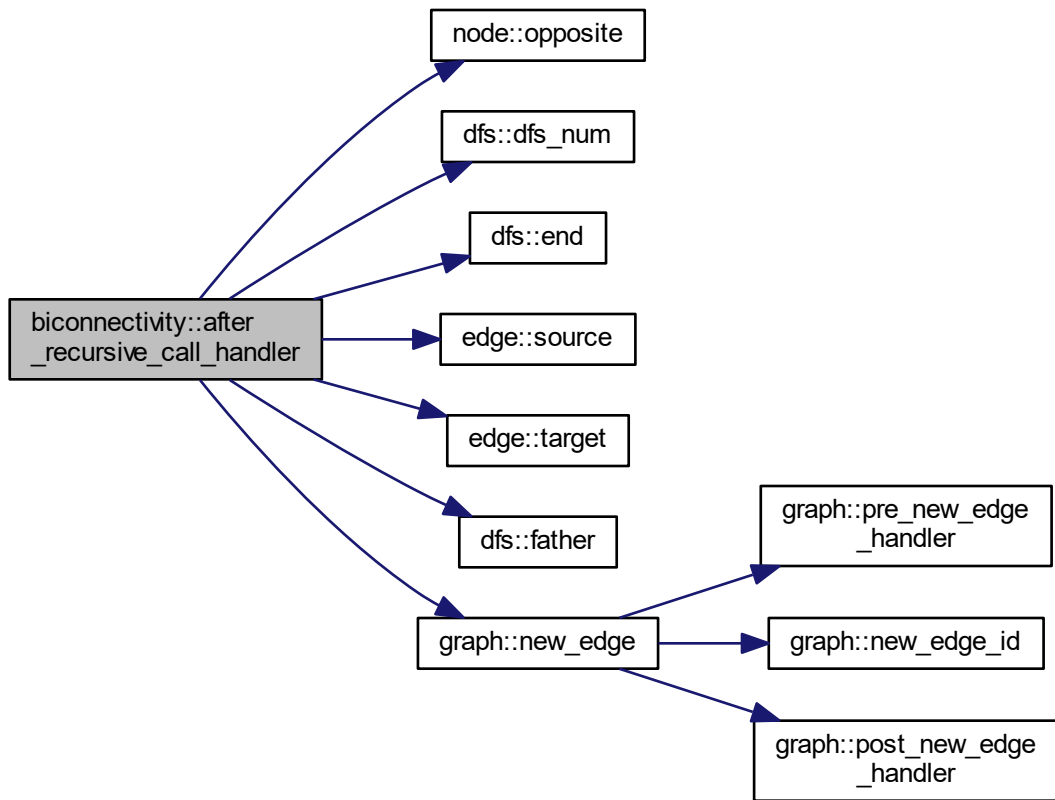 node::opposite
dfs::dfs_num
dfs::end
biconnectivity::after
_recursive_call_handler
edge::source
edge::target
dfs::father
graph::new_edge
graph::pre_new_edge
_handler
graph::new_edge_id
graph::post_new_edge
_handler